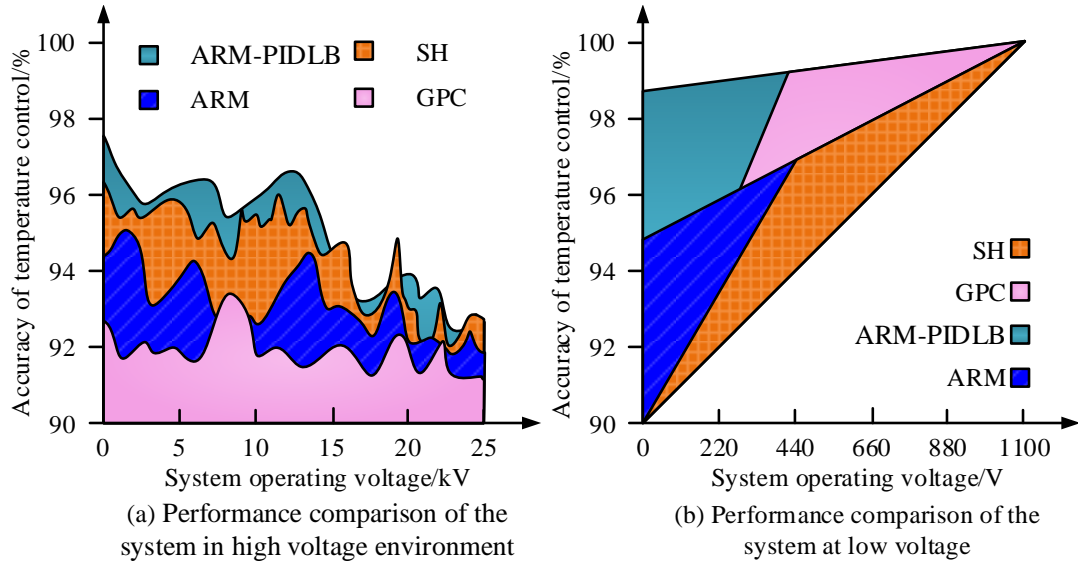 Accuracy of temperature control/%
100
98
96
94
92
90
ARM-PIDLB
SH
ARM
GPC
0
5
10
15
20
25
System operating voltage/kV
(a) Performance comparison of the
system in high voltage environment
Accuracy of temperature control/%
100
98
96
94
92
90
SH
GPC
ARM-PIDLB
ARM
0
220
440
660
880
1100
System operating voltage/V
(b) Performance comparison of the
system at low voltage